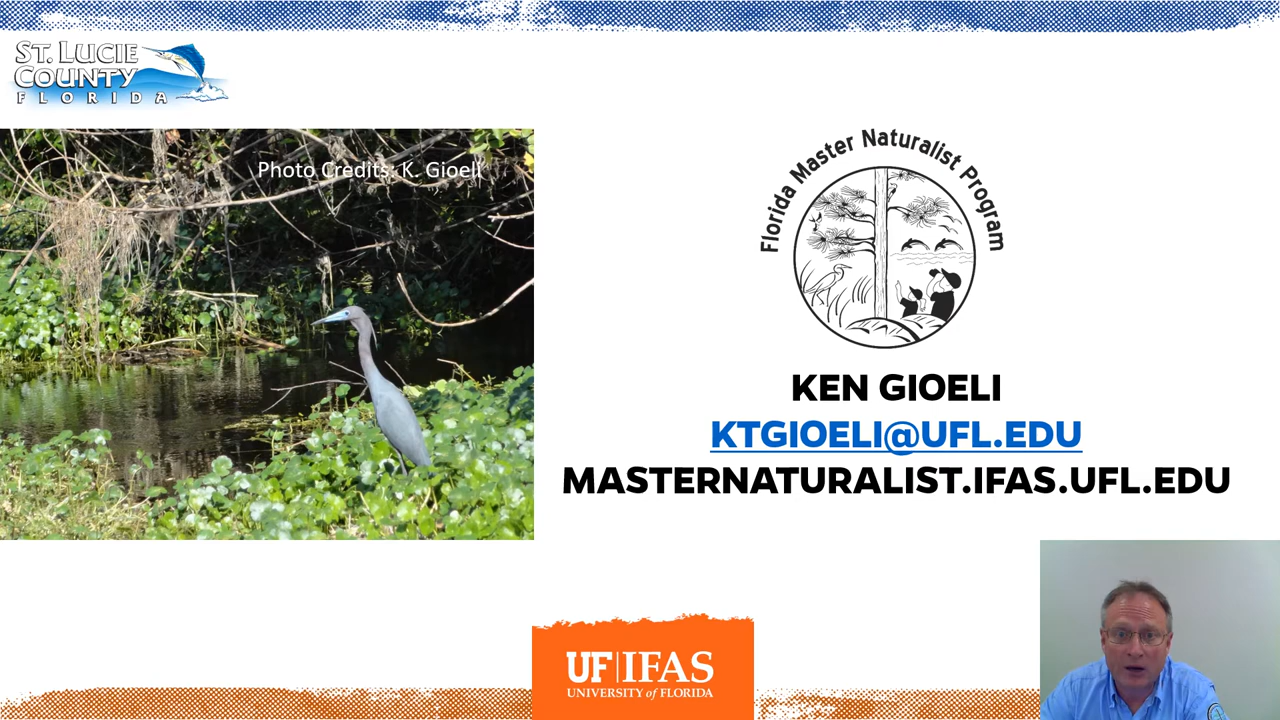 ST. LUCIE
COUNTY
FLORIDA
Photo Credits: K. Gioeli
Florida Master Naturalist Program
KEN GIOELI
KTGIOELI@UFL.EDU
MASTERNATURALIST.IFAS.UFL.EDU
UF|IFAS
UNIVERSITY of FLORIDA